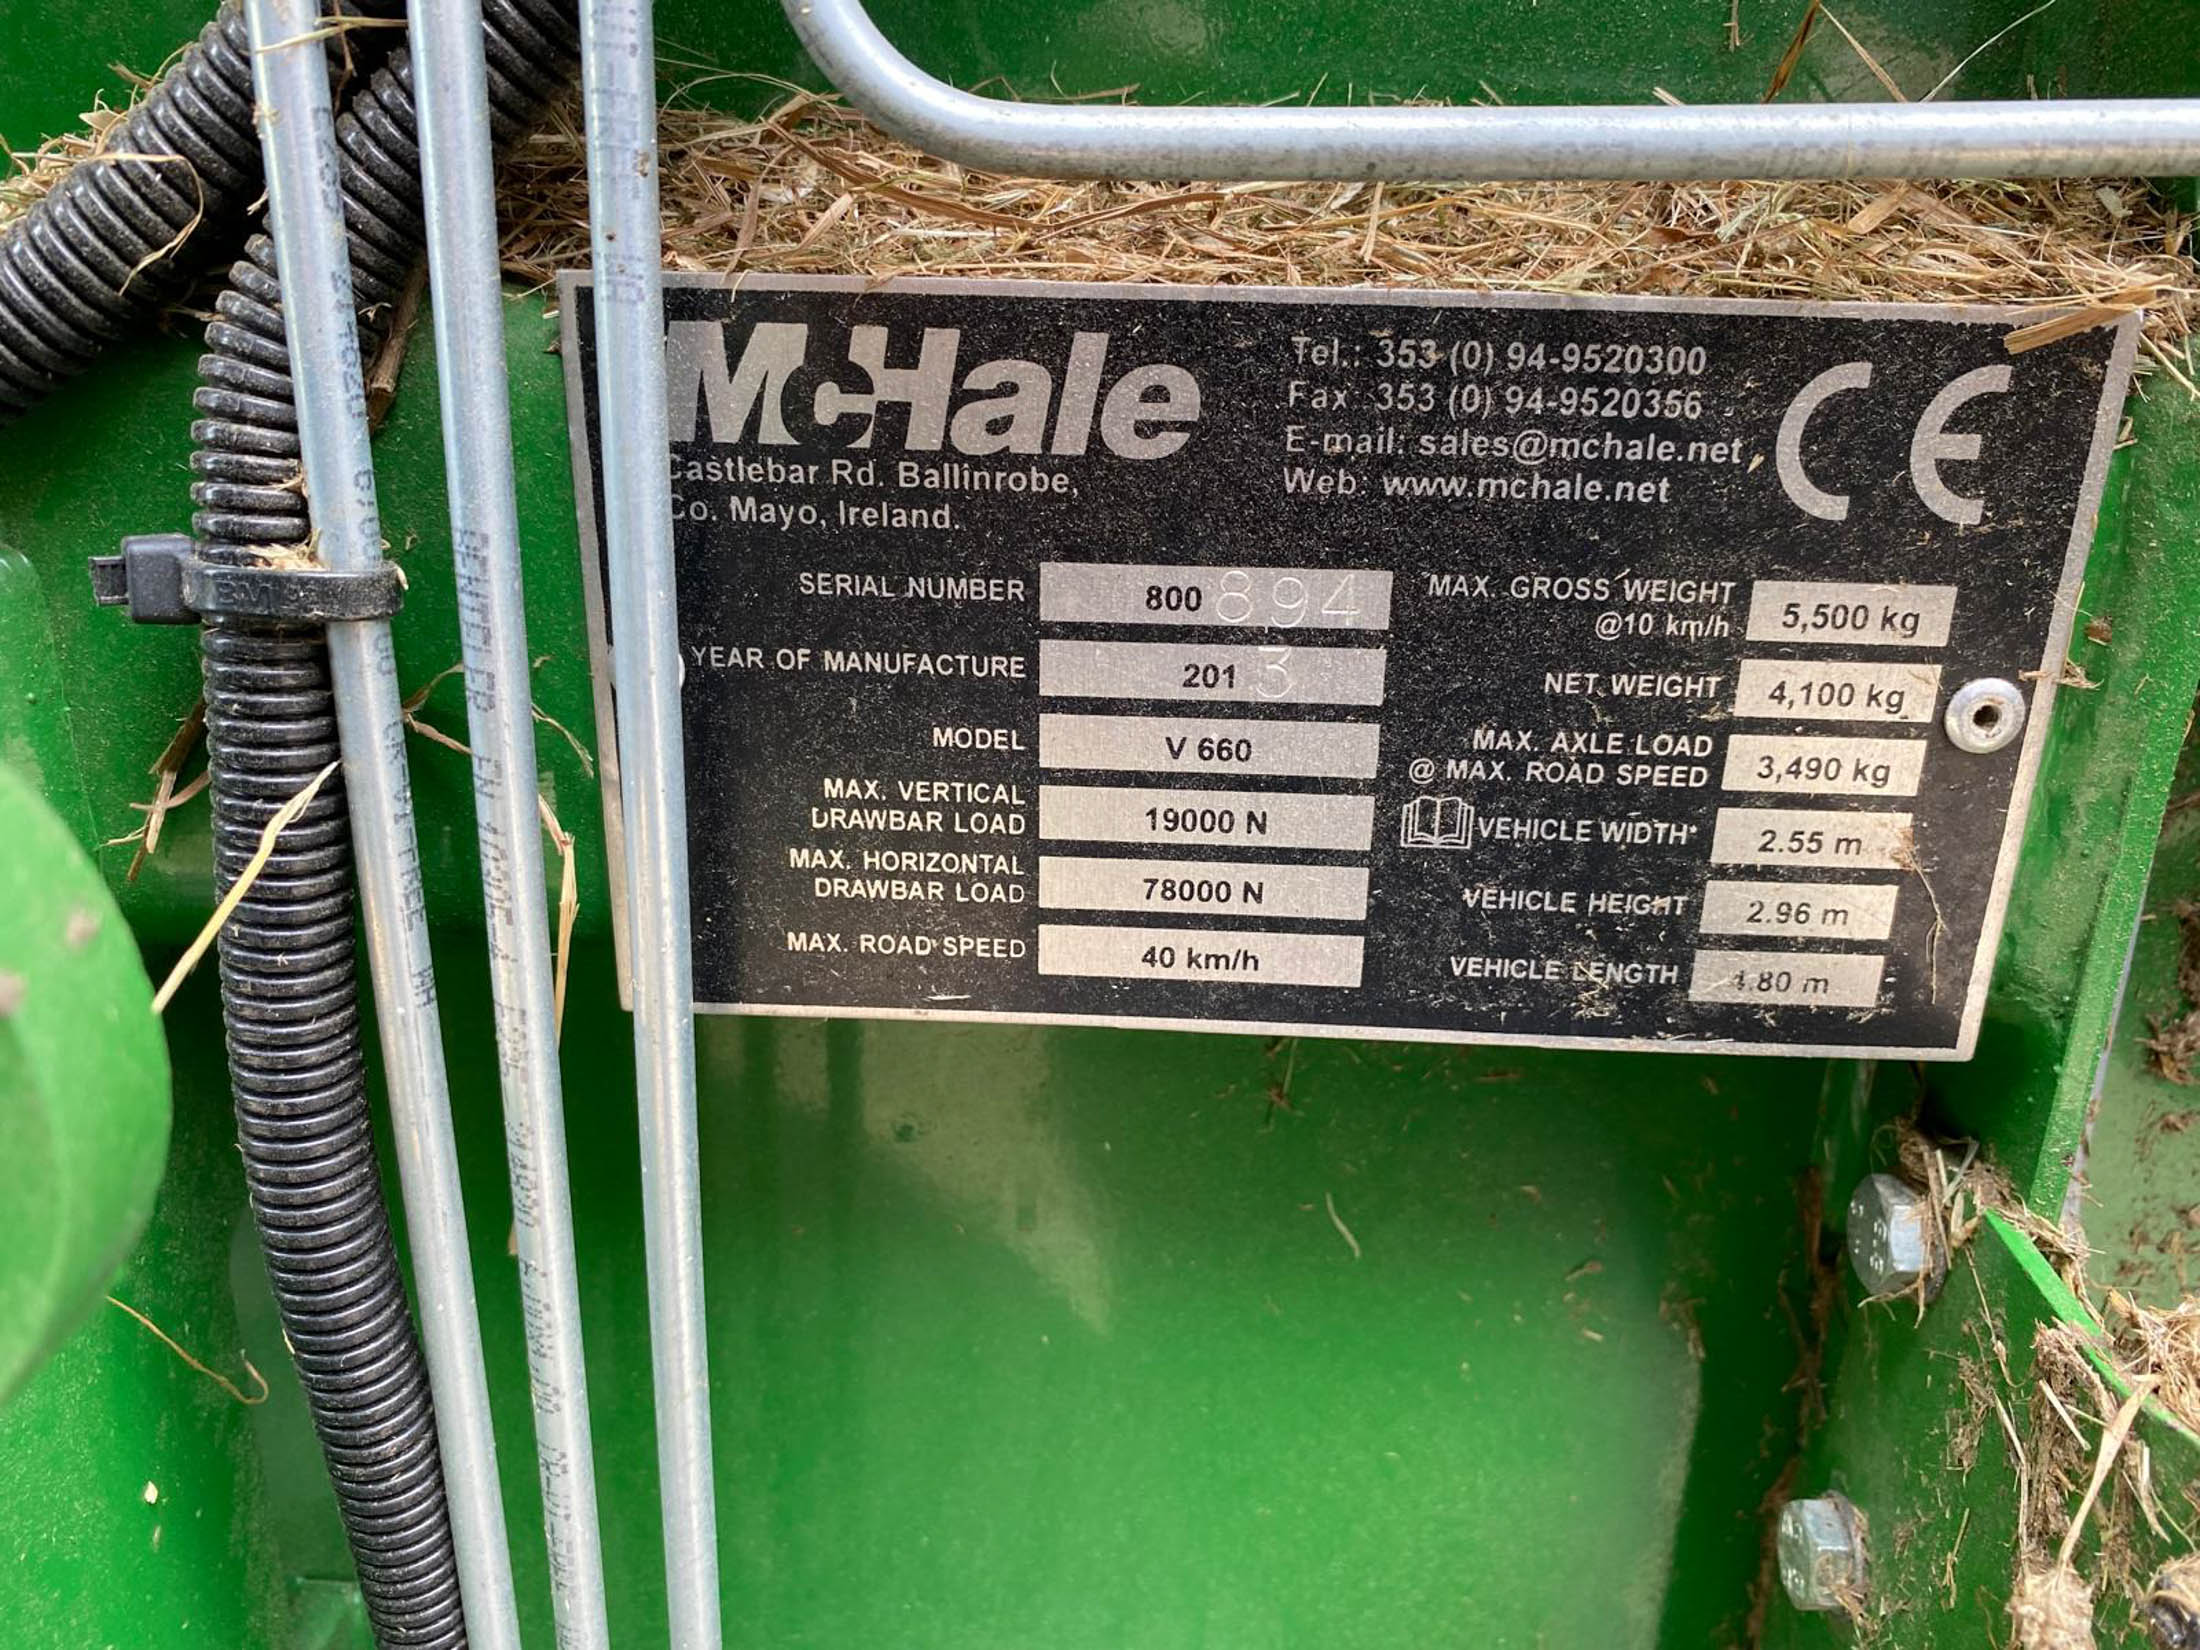 McHale
Castlebar Rd. Ballinrobe,
Co. Mayo, Ireland.
Tel.: 353 (0) 94-9520300
Fax 353 (0) 94-9520356
E-mail: sales@mchale.net
Web: www.mchale.net
CE
SERIAL NUMBER 800894
YEAR OF MANUFACTURE 2013
MODEL V 660
MAX. VERTICAL
DRAWBAR LOAD 19000 N
MAX. HORIZONTAL
DRAWBAR LOAD 78000 N
MAX. ROAD SPEED 40 km/h
MAX. GROSS WEIGHT
@10 km/h 5,500 kg
NET WEIGHT 4,100 kg
MAX. AXLE LOAD
@ MAX. ROAD SPEED 3,490 kg
VEHICLE WIDTH* 2.55 m
VEHICLE HEIGHT 2.96 m
VEHICLE LENGTH 4.80 m